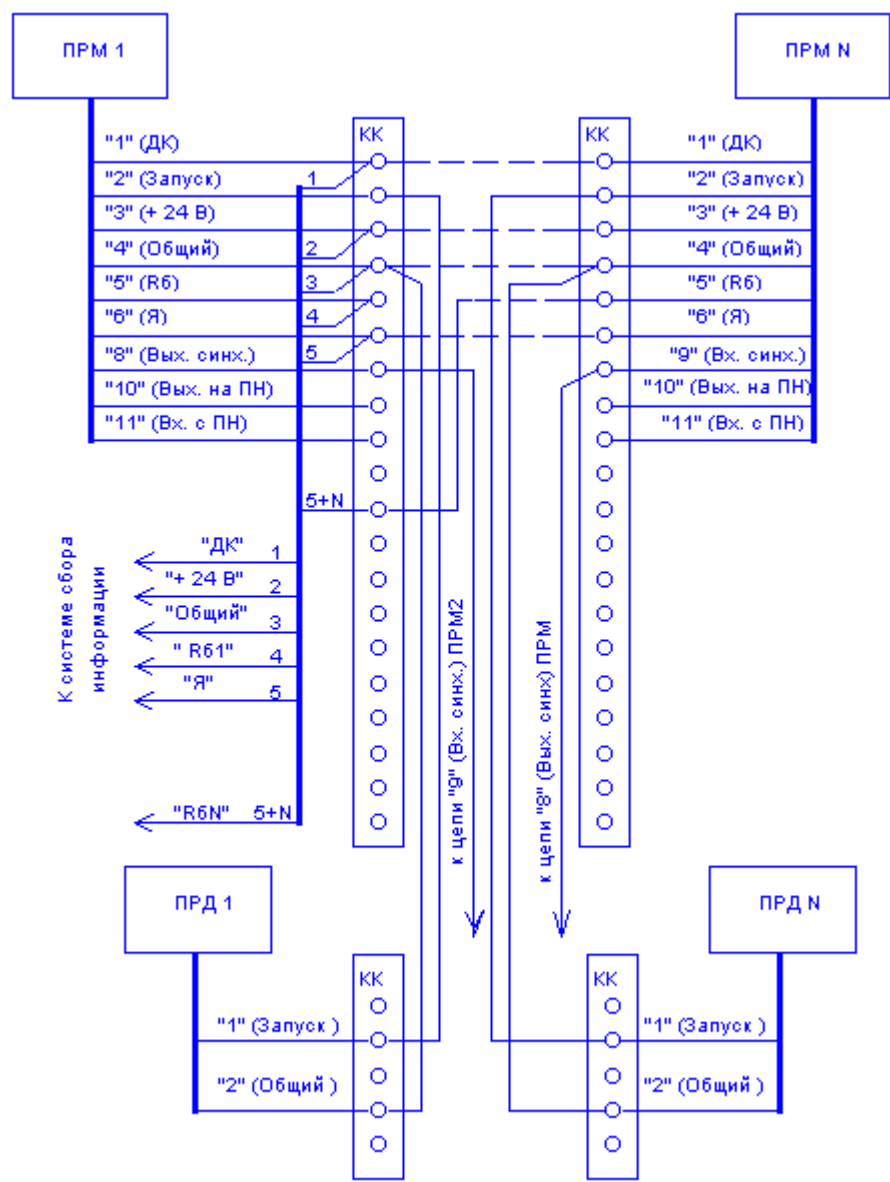 ПРМ 1
ПРМ N
КК
КК
"1" (ДК)
"2" (Запуск)
"3" (+ 24 В)
"4" (Общий)
"5" (Rб)
"6" (Я)
"8" (Вых. синх.)
"10" (Вых. на ПН)
"11" (Вх. с ПН)
1
2
3
4
5
5+N
"1" (ДК)
"2" (Запуск)
"3" (+ 24 В)
"4" (Общий)
"5" (Rб)
"6" (Я)
"9" (Вх. синх.)
"10" (Вых. на ПН)
"11" (Вх. с ПН)
К системе сбора
информации
"ДК" 1
"+ 24 В" 2
"Общий" 3
" Rб1" 4
"Я" 5
"RбN" 5+N
к цепи "9" (Вх. синх.) ПРМ2
к цепи "8" (Вых. синх) ПРМ
ПРД 1
ПРД N
КК
КК
"1" (Запуск )
"2" (Общий )
"1" (Запуск )
"2" (Общий )